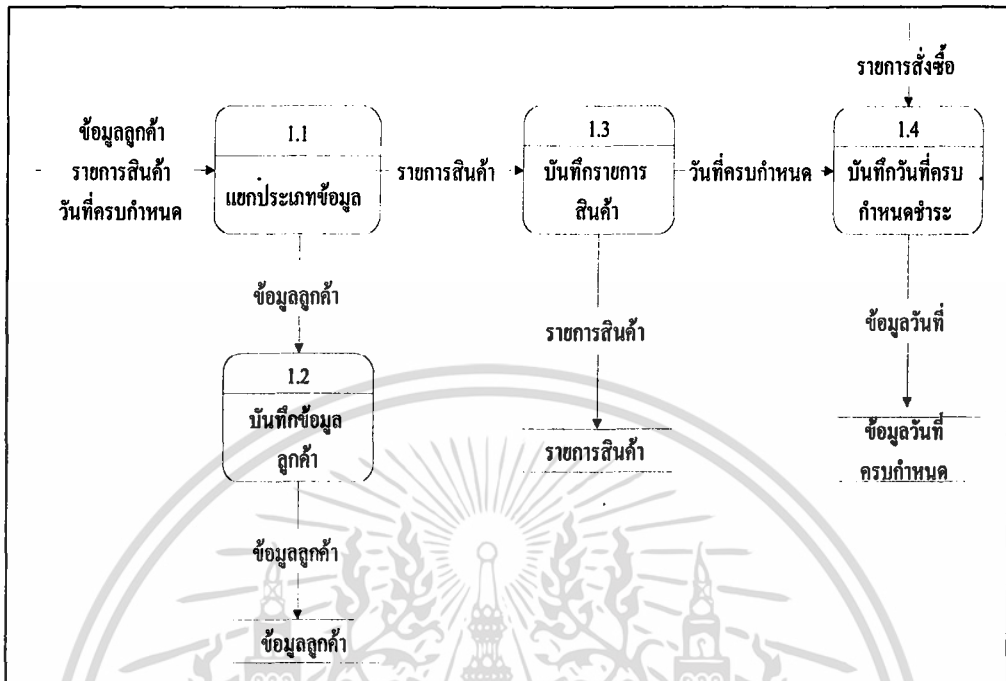 รายการสั่งซื้อ
ข้อมูลลูกค้า
รายการสินค้า
วันที่ครบกำหนด
1.1
แยกประเภทข้อมูล
รายการสินค้า
1.3
บันทึกรายการ
สินค้า
วันที่ครบกำหนด
1.4
บันทึกวันที่ครบ
กำหนดชำระ
ข้อมูลลูกค้า
รายการสินค้า
ข้อมูลวันที่
1.2
บันทึกข้อมูล
ลูกค้า
รายการสินค้า
ข้อมูลวันที่
ครบกำหนด
ข้อมูลลูกค้า
ข้อมูลลูกค้า